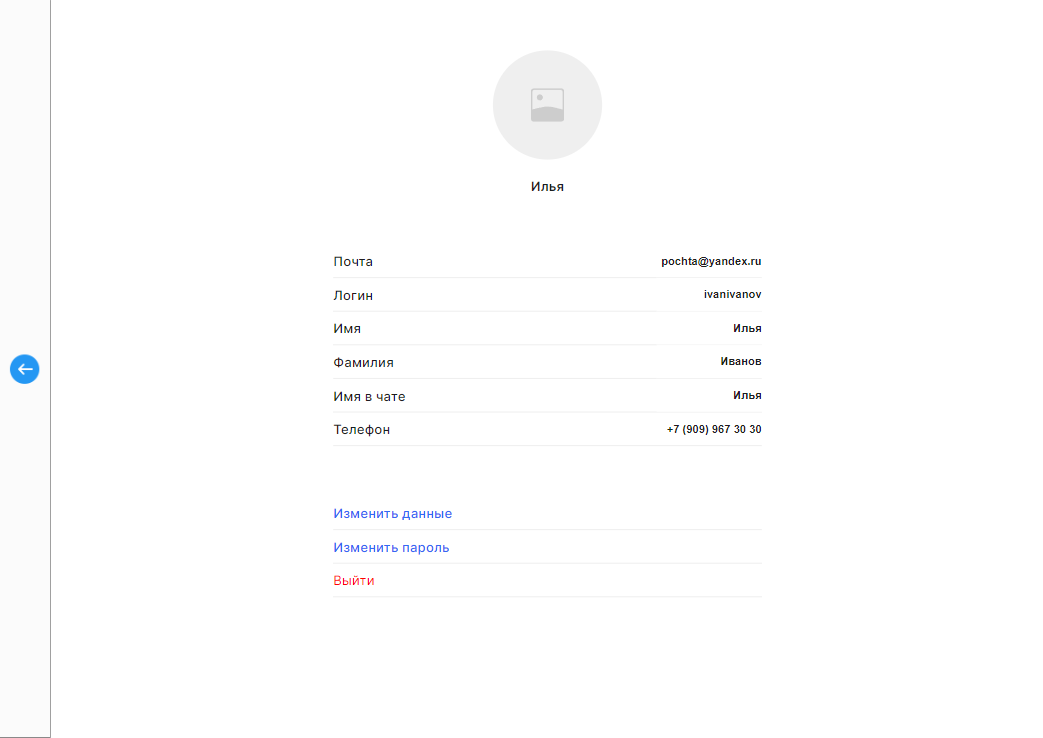 Илья
Почта pochta@yandex.ru
Логин ivanivanov
Имя Илья
Фамилия Иванов
Имя в чате Илья
Телефон +7 (909) 967 30 30
Изменить данные
Изменить пароль
Выйти